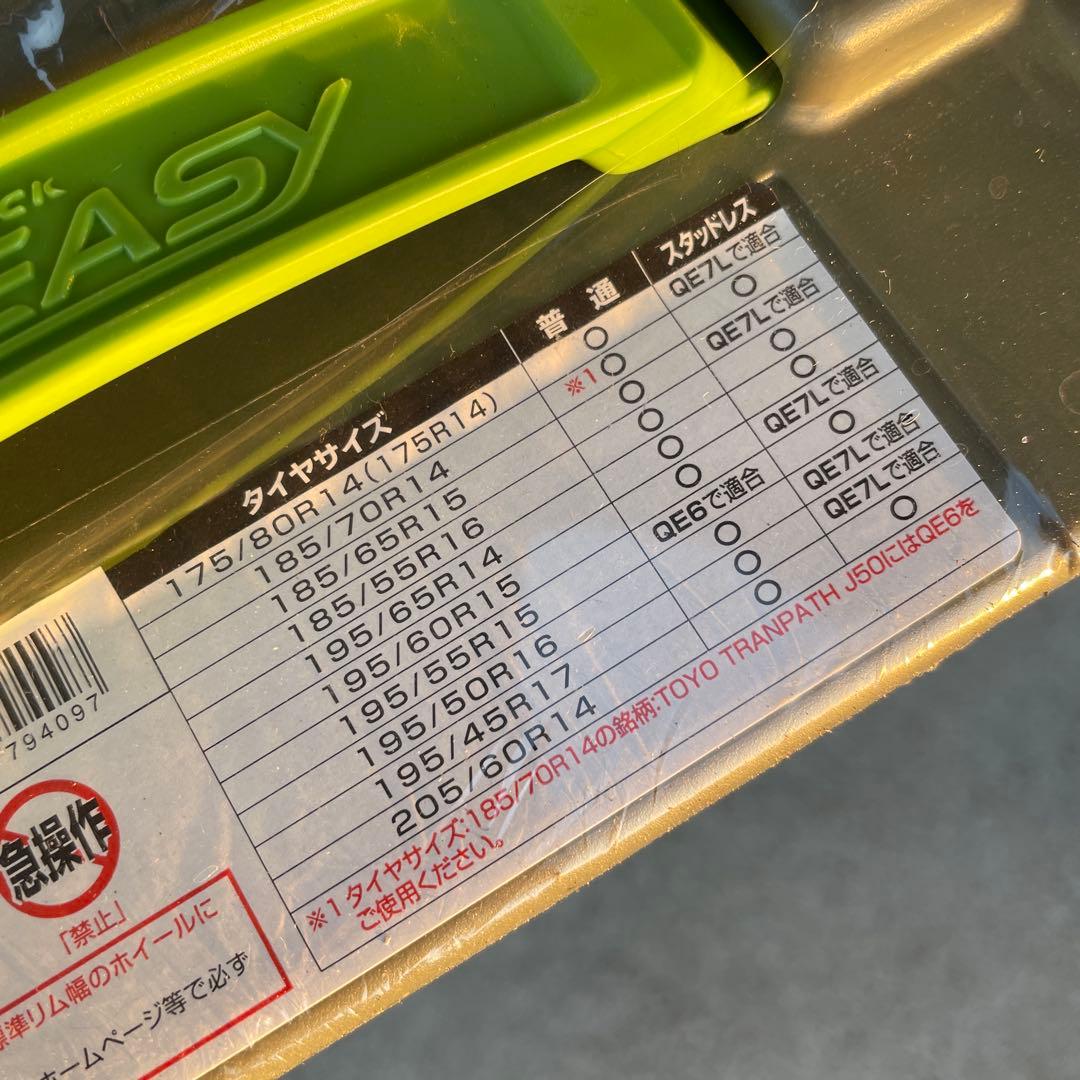 CK
EASY
タイヤサイズ 普通 スタッドレス
175/80R14(175R14) ○ QE7Lで適合
185/70R14 ※1○ ○
185/65R15 ○ QE7Lで適合
185/55R16 ○ ○
195/65R14 ○ ○
195/60R15 ○ QE7Lで適合
195/55R15 QE6で適合 ○
195/50R16 ○ QE7Lで適合
195/45R17 ○ QE7Lで適合
205/60R14 ○ ○
※1 タイヤサイズ:185/70R14の銘柄:TOYO TRANPATH J50にはQE6を
ご使用ください。
794097
急操作
「禁止」
標準リム幅のホイールに
ホームページ等で必ず